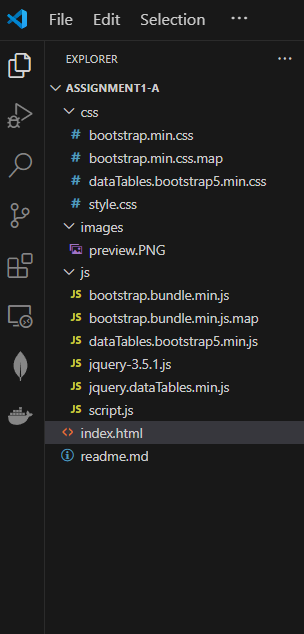 File Edit Selection ...
EXPLORER ...
ASSIGNMENT1-A
css
# bootstrap.min.css
# bootstrap.min.css.map
# dataTables.bootstrap5.min.css
# style.css
images
preview.PNG
js
JS bootstrap.bundle.min.js
JS bootstrap.bundle.min.js.map
JS dataTables.bootstrap5.min.js
JS jquery-3.5.1.js
JS jquery.dataTables.min.js
JS script.js
<> index.html
readme.md